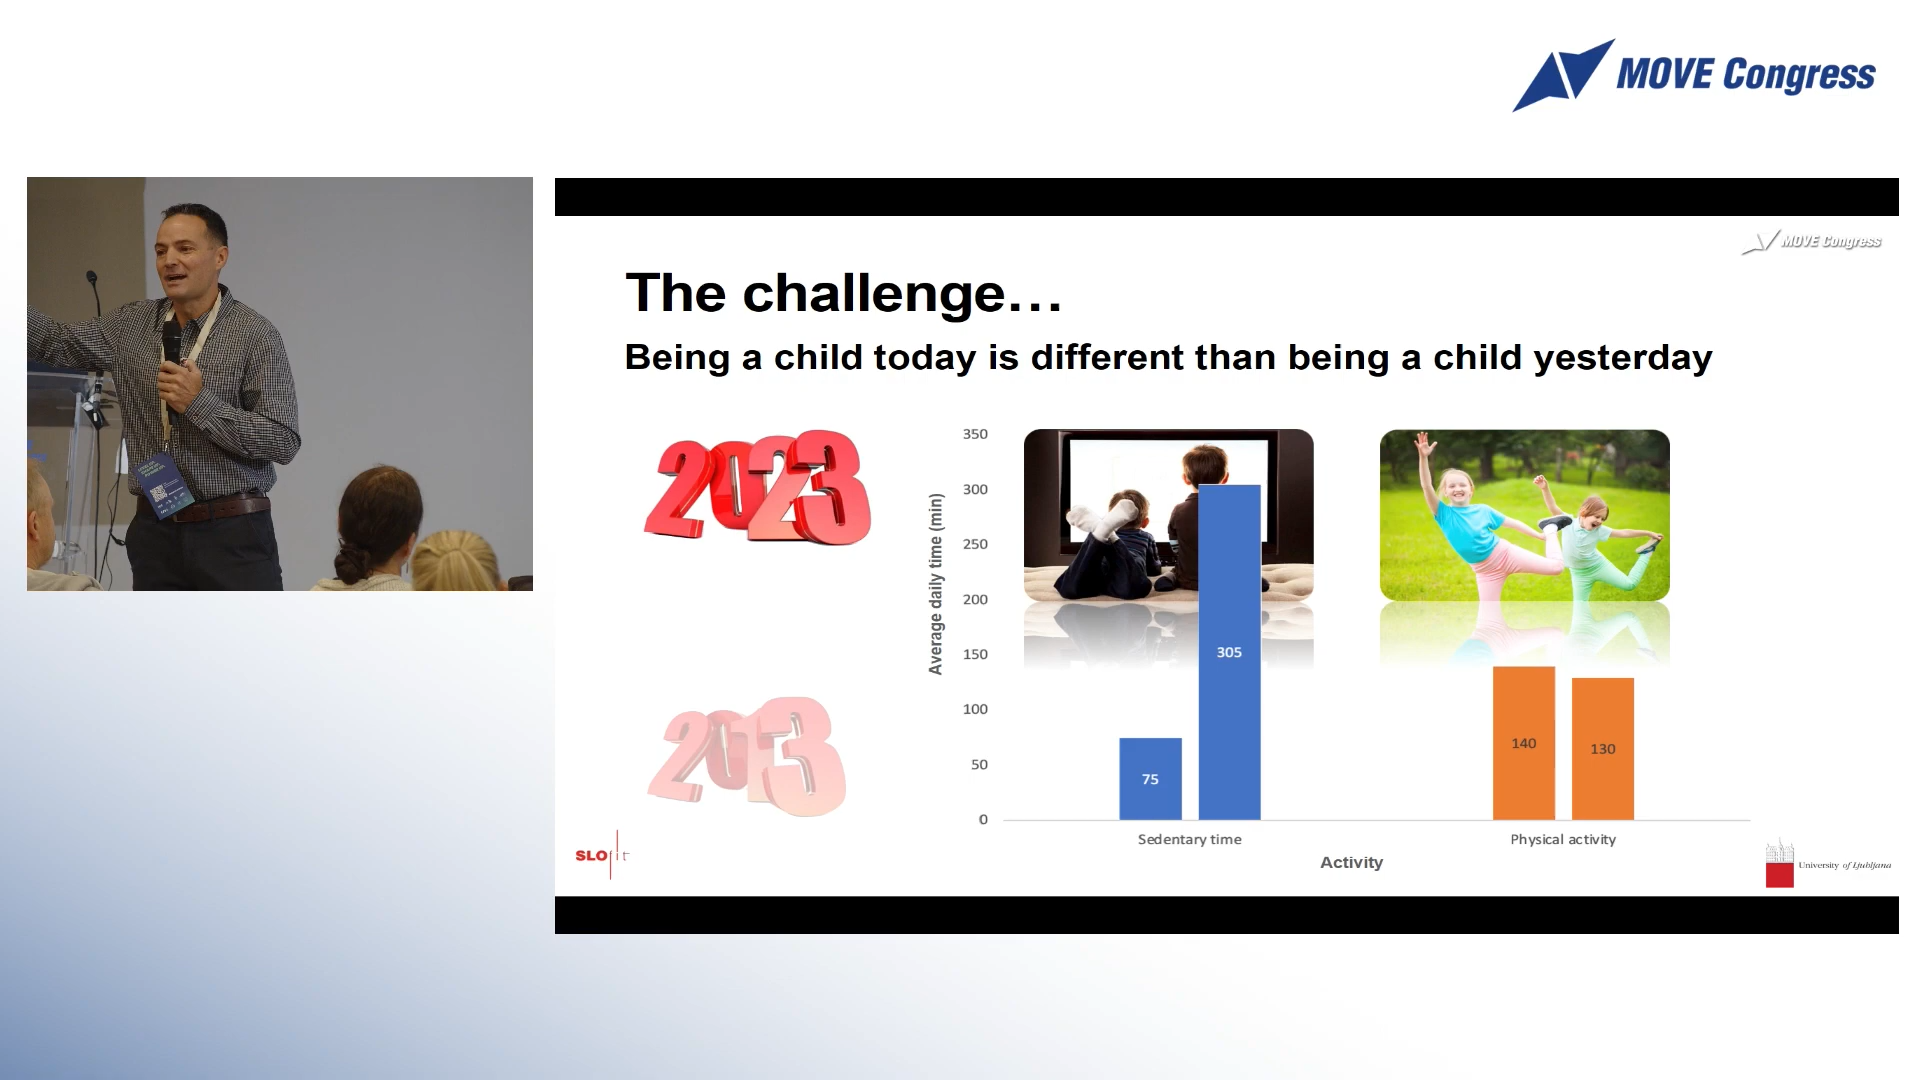 MOVE Congress
MOVE Congress
The challenge…
Being a child today is different than being a child yesterday
2023
2013
Average daily time (min)
350
300
250
200
150
100
50
0
75
305
140
130
Sedentary time
Physical activity
Activity
SLOfit
University of Ljubljana